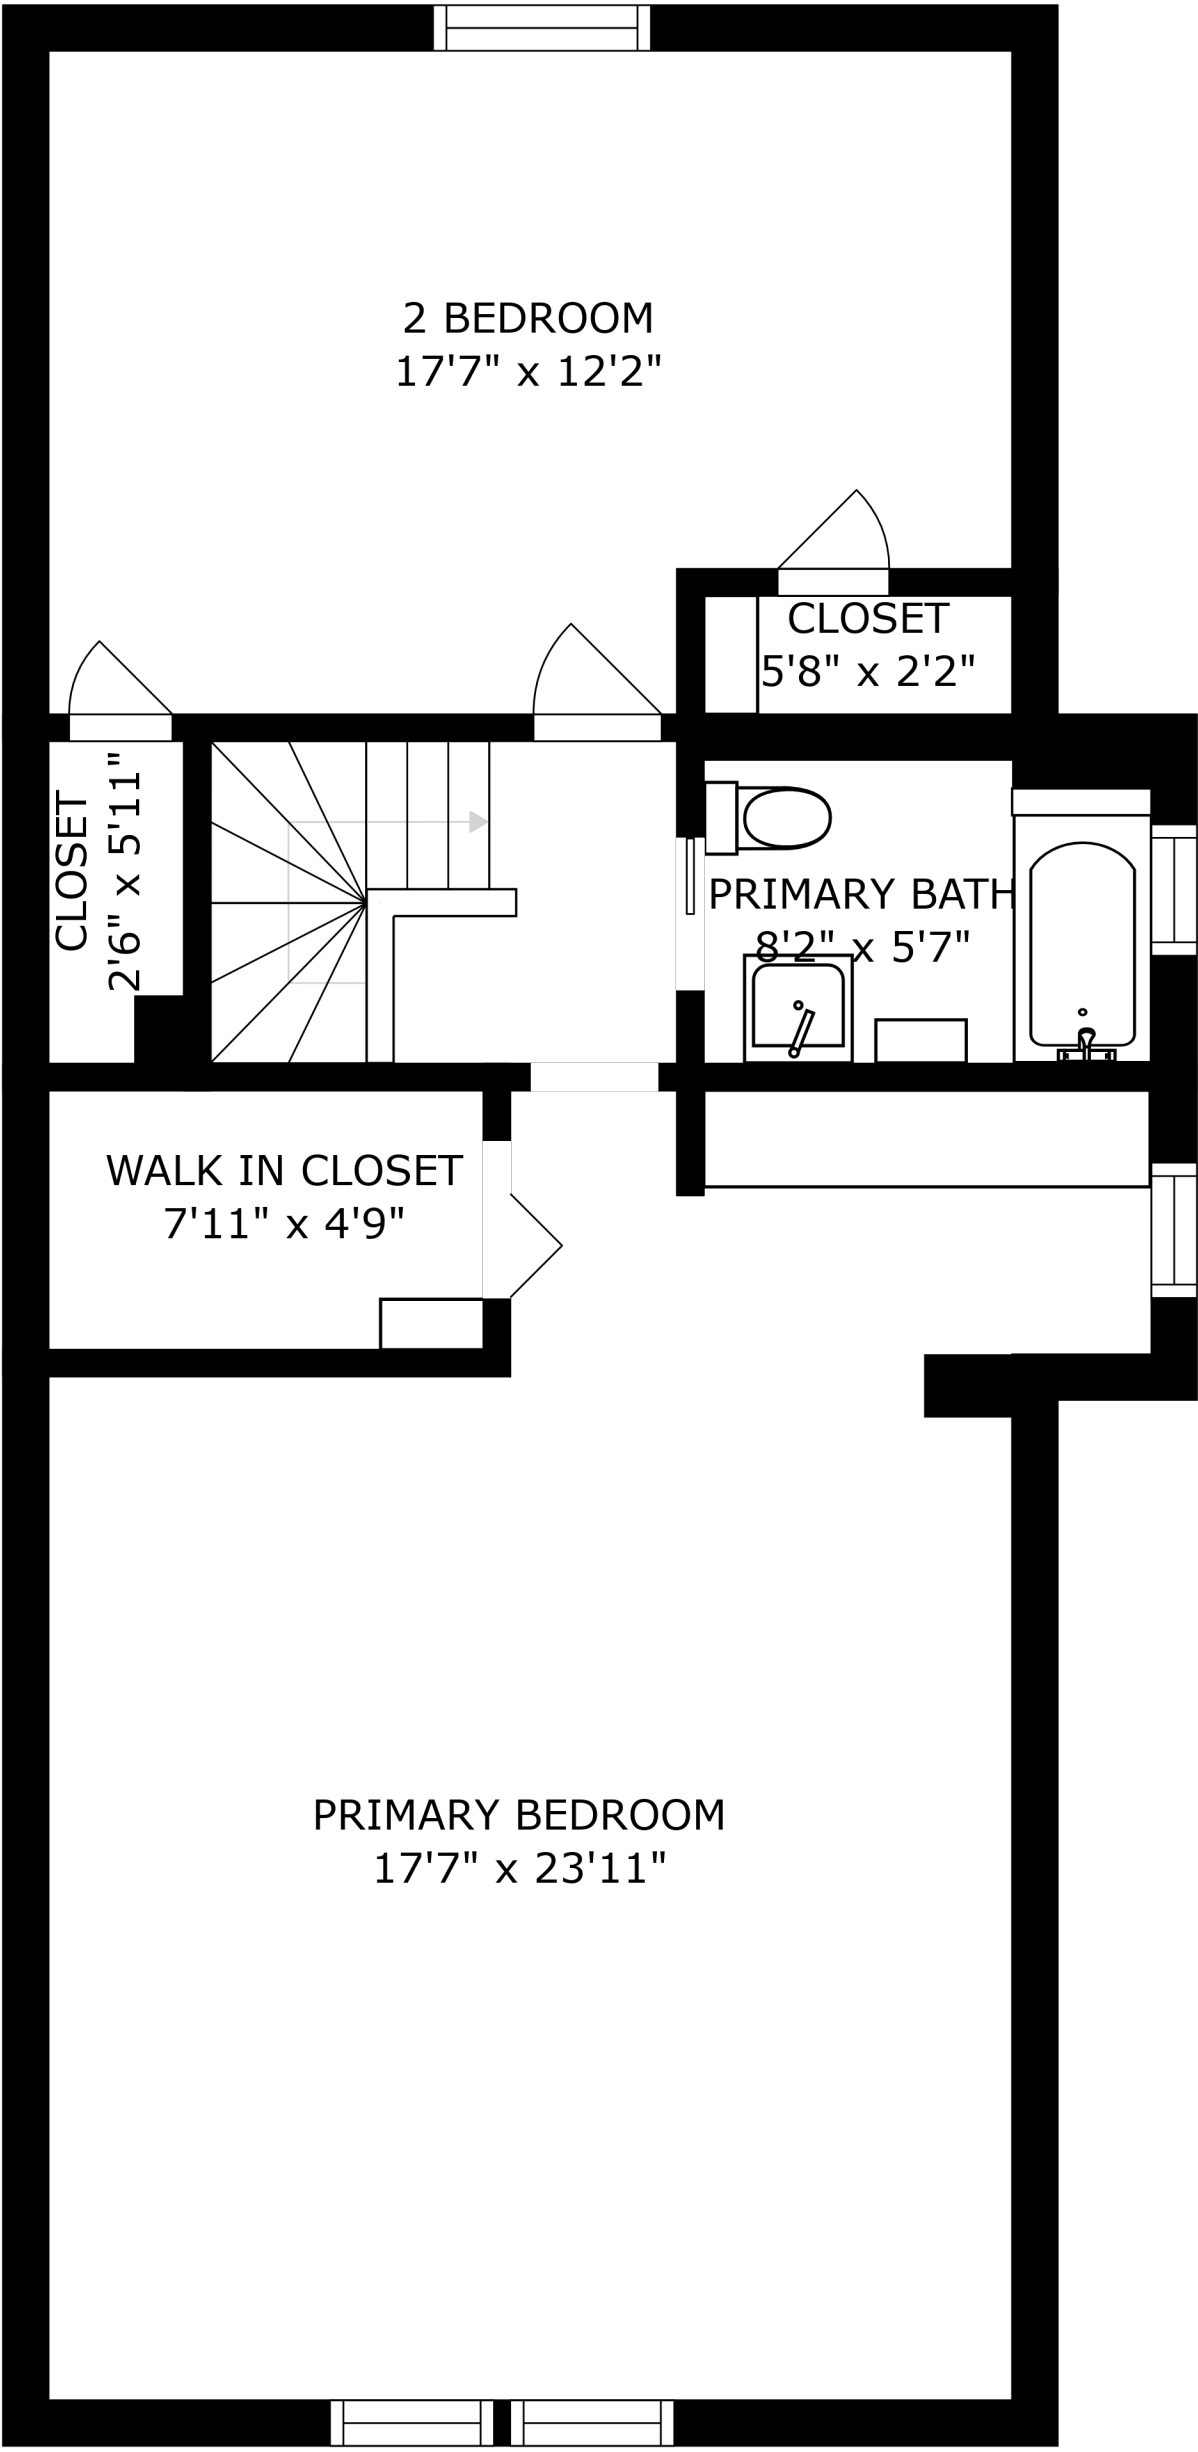 2 BEDROOM
17'7" x 12'2"
CLOSET
5'8" x 2'2"
CLOSET
2'6" x 5'11"
PRIMARY BATH
8'2" x 5'7"
WALK IN CLOSET
7'11" x 4'9"
PRIMARY BEDROOM
17'7" x 23'11"